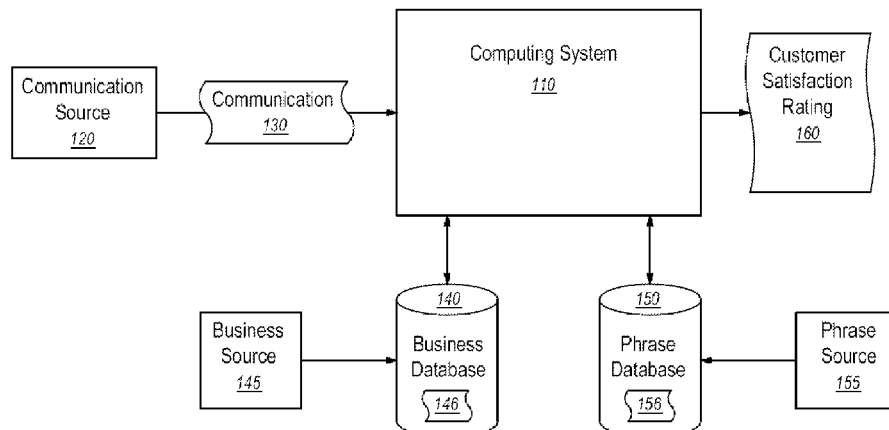 Communication
Source
120
Communication
130
Computing System
110
Customer
Satisfaction
Rating
160
Business
Source
145
140
Business
Database
146
150
Phrase
Database
156
Phrase
Source
155